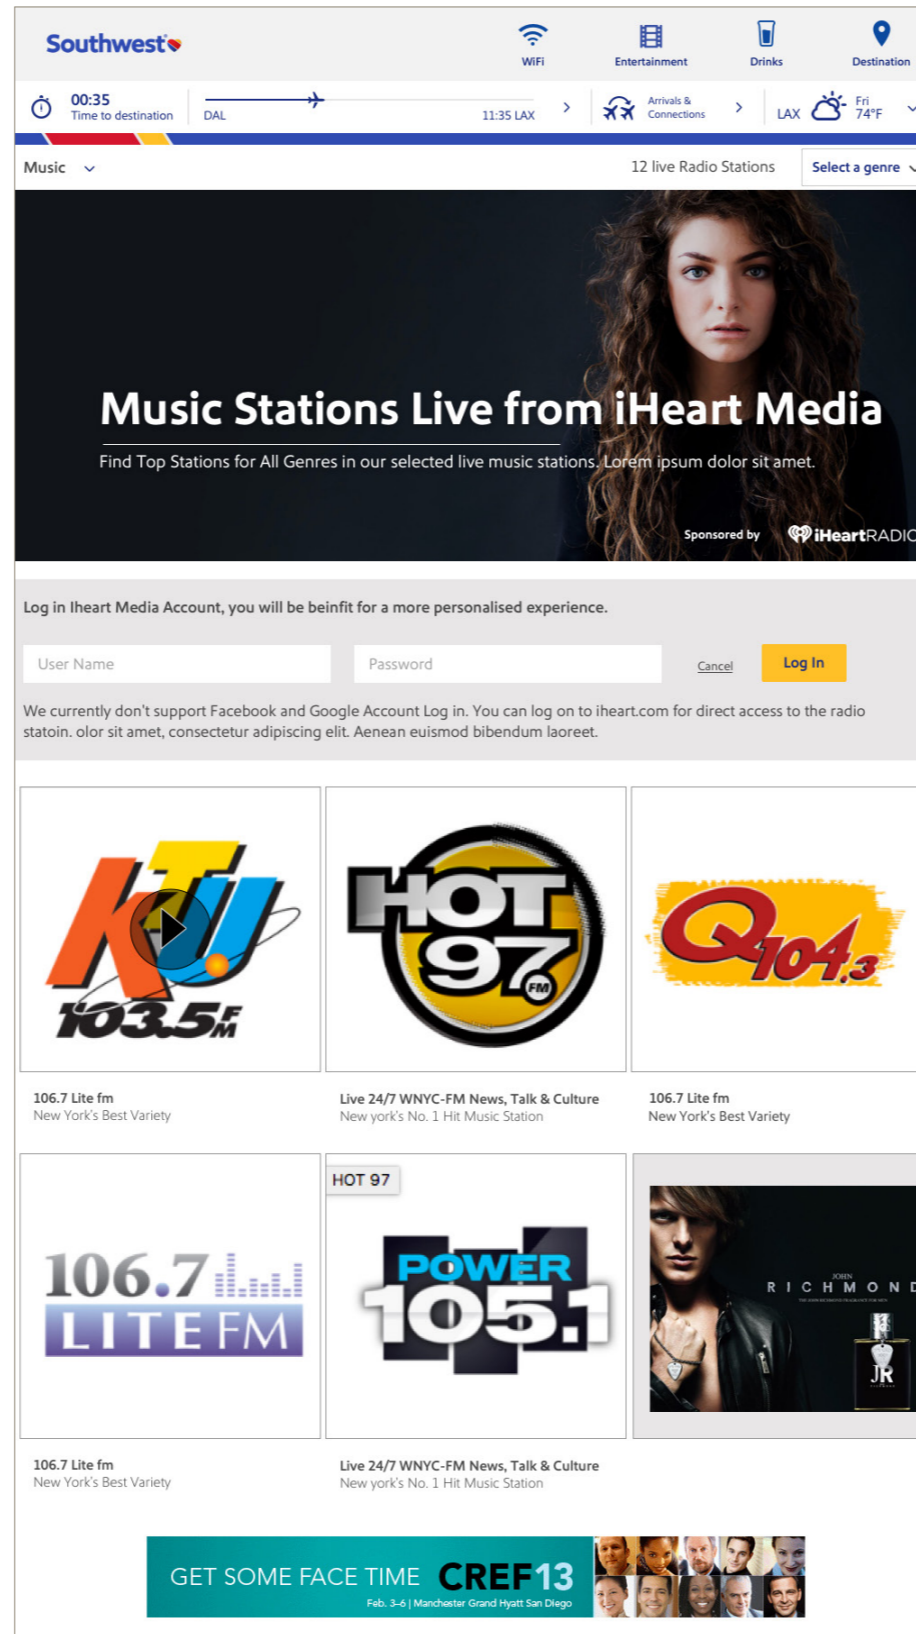 Southwest
WiFi
Entertainment
Drinks
Destination
00:35
Time to destination
DAL
11:35 LAX
Arrivals &
Connections
LAX
Fri
74°F
Music
12 live Radio Stations
Select a genre
Music Stations Live from iHeart Media
Find Top Stations for All Genres in our selected live music stations. Lorem ipsum dolor sit amet.
Sponsored by
iHeartRADIO
Log in Iheart Media Account, you will be beinfit for a more personalised experience.
User Name
Password
Cancel
Log In
We currently don't support Facebook and Google Account Log in. You can log on to iheart.com for direct access to the radio
statoin. olor sit amet, consectetur adipiscing elit. Aenean euismod bibendum laoreet.
KTU
103.5 FM
HOT
97
FM
Q104.3
106.7 Lite fm
New York's Best Variety
Live 24/7 WNYC-FM News, Talk & Culture
New york's No. 1 Hit Music Station
106.7 Lite fm
New York's Best Variety
106.7
LITE FM
HOT 97
POWER
105.1
JOHN
RICHMOND
JR
106.7 Lite fm
New York's Best Variety
Live 24/7 WNYC-FM News, Talk & Culture
New york's No. 1 Hit Music Station
GET SOME FACE TIME CREF13
Feb. 3-6 | Manchester Grand Hyatt San Diego